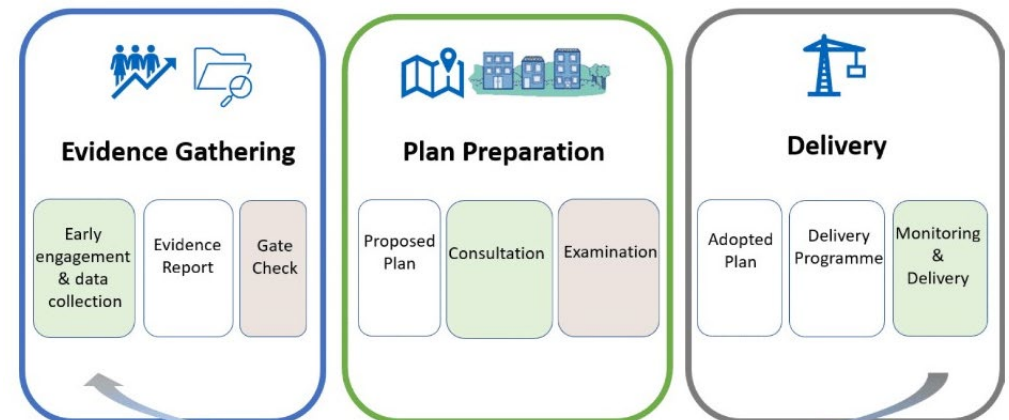 Evidence Gathering
Early
engagement
& data
collection
Evidence
Report
Gate
Check
Plan Preparation
Proposed
Plan
Consultation
Examination
Delivery
Adopted
Plan
Delivery
Programme
Monitoring
&
Delivery